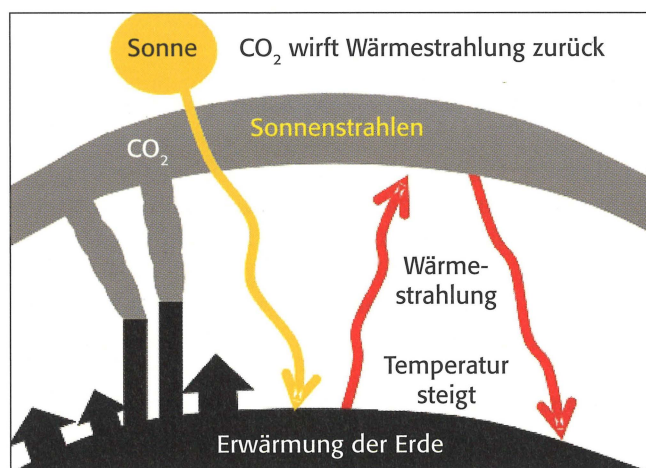 Sonne
CO₂ wirft Wärmestrahlung zurück
Sonnenstrahlen
CO₂
Wärme-
strahlung
Temperatur
steigt
Erwärmung der Erde